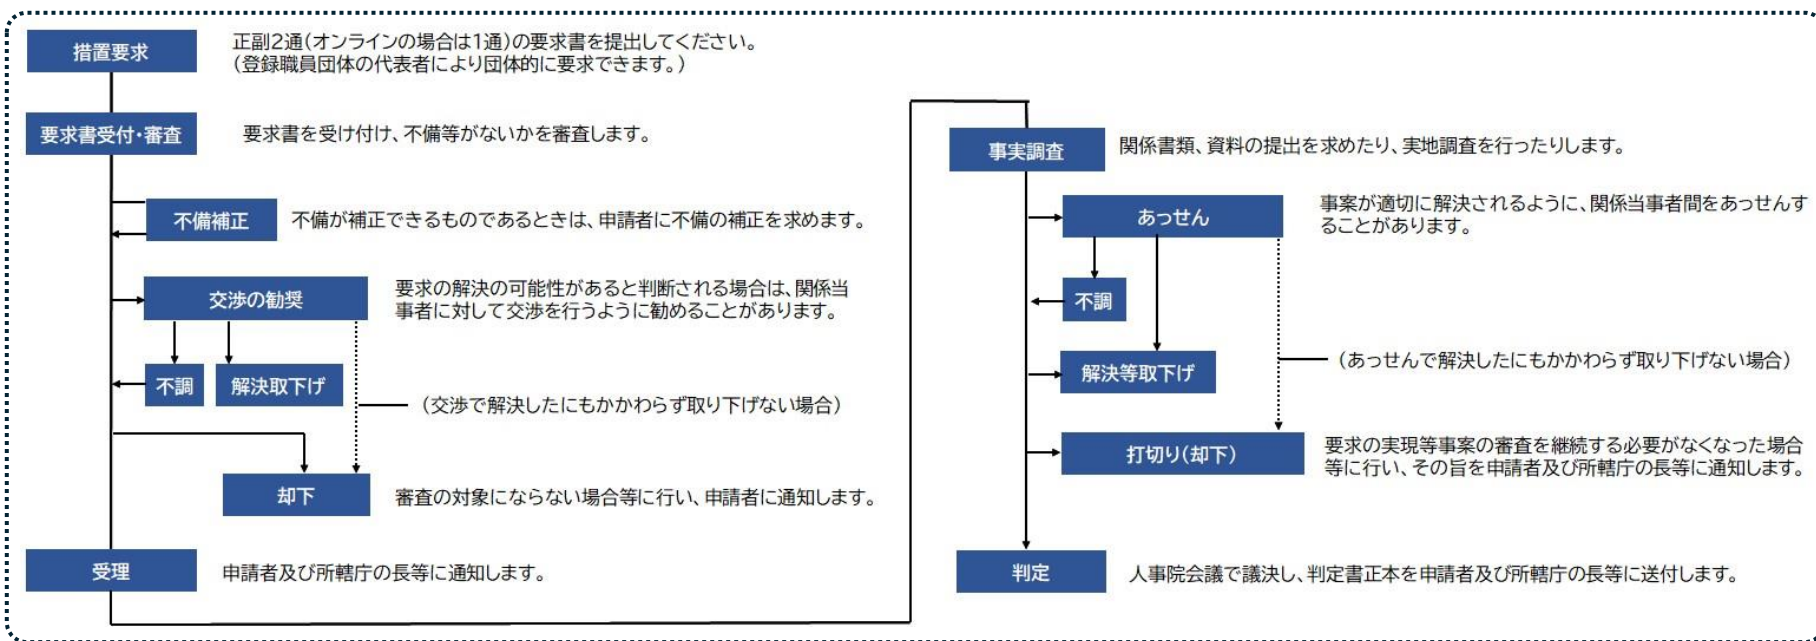 措置要求
正副2通(オンラインの場合は1通)の要求書を提出してください。
(登録職員団体の代表者により団体的に要求できます。)
要求書受付・審査
要求書を受け付け、不備等がないかを審査します。
不備補正
不備が補正できるものであるときは、申請者に不備の補正を求めます。
交渉の勧奨
要求の解決の可能性があると判断される場合は、関係当
事者に対して交渉を行うように勧めることがあります。
不調
解決取下げ
(交渉で解決したにもかかわらず取り下げない場合)
却下
審査の対象にならない場合等に行い、申請者に通知します。
受理
申請者及び所轄庁の長等に通知します。
事実調査
関係書類、資料の提出を求めたり、実地調査を行ったりします。
あっせん
事案が適切に解決されるように、関係当事者間をあっせんす
ることがあります。
不調
解決等取下げ
(あっせんで解決したにもかかわらず取り下げない場合)
打切り(却下)
要求の実現等事案の審査を継続する必要がなくなった場合
等に行い、その旨を申請者及び所轄庁の長等に通知します。
判定
人事院会議で議決し、判定書正本を申請者及び所轄庁の長等に送付します。